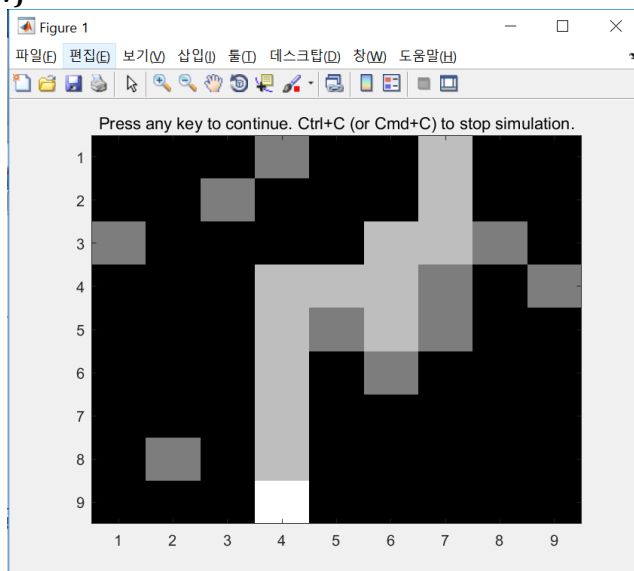 Figure 1
파일(F) 편집(E) 보기(V) 삽입(I) 툴(T) 데스크탑(D) 창(W) 도움말(H)
Press any key to continue. Ctrl+C (or Cmd+C) to stop simulation.
1
2
3
4
5
6
7
8
9
1 2 3 4 5 6 7 8 9